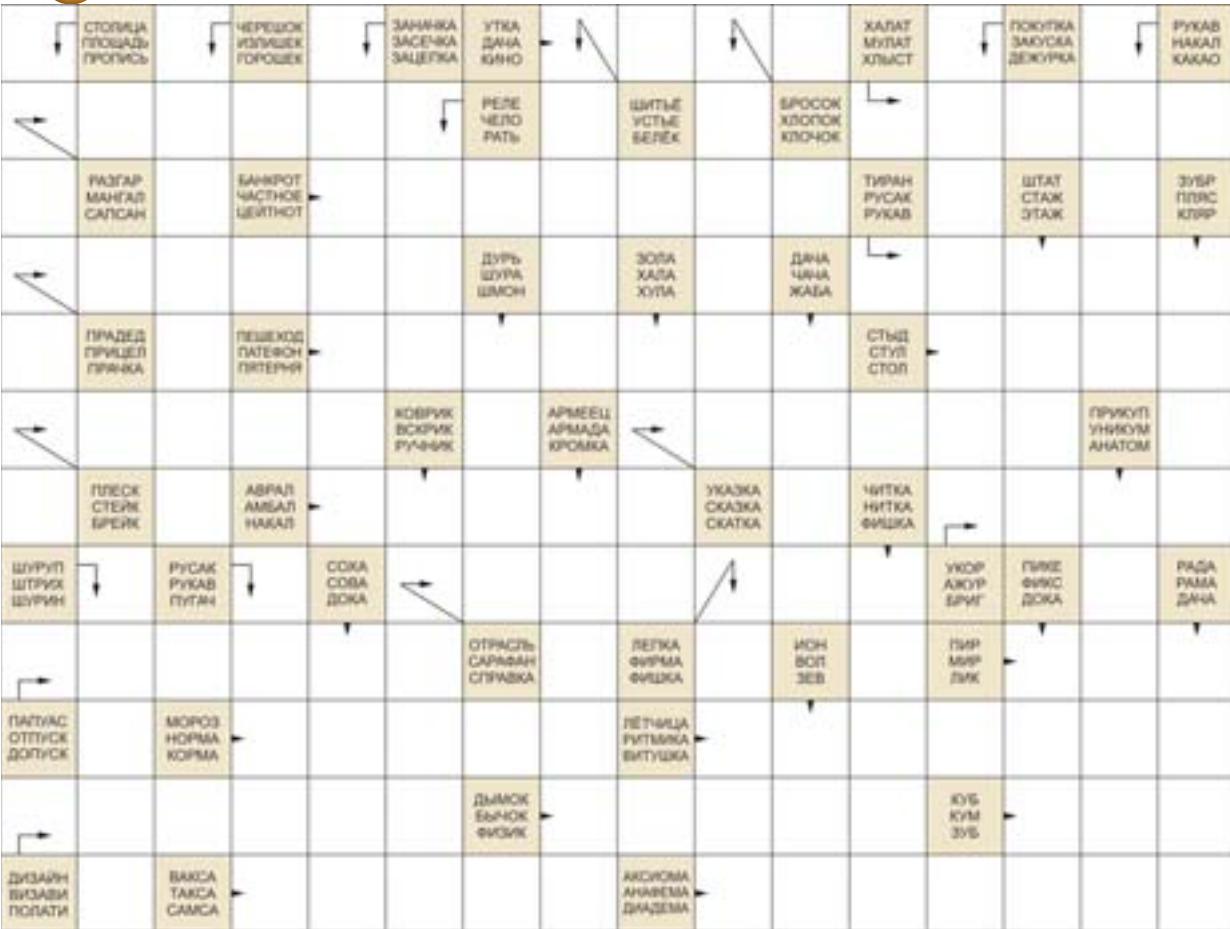 СТОЛИЦА
ПЛОЩАДЬ
ПРОПИСЬ
ЧЕРЕШОК
ИЗЛИШЕК
ГОРОШЕК
ЗАНАЧКА
ЗАСЕЧКА
ЗАЦЕПКА
УТКА
ДАЧА
КИНО
ХАЛАТ
МУЛАТ
ХЛЫСТ
ПОКУПКА
ЗАКУСКА
ДЕЖУРКА
РУКАВ
НАКАЛ
КАКАО
РЕЛЕ
ЧЕЛО
РАТЬ
ШИТЬЁ
УСТЬЕ
БЕЛЁК
БРОСОК
ХЛОПОК
КЛОЧОК
РАЗГАР
МАНГАЛ
САПСАН
БАНКРОТ
ЧАСТНОЕ
ЦЕЙТНОТ
ТИРАН
РУСАК
РУКАВ
ШТАТ
СТАЖ
ЭТАЖ
ЗУБР
ПЛЯС
КЛЯР
ДУРЬ
ШУРА
ШМОН
ЗОЛА
ХАЛА
ХУЛА
ДАЧА
ЧАЧА
ЖАБА
ПРАДЕД
ПРИЦЕЛ
ПРАЧКА
ПЕШЕХОД
ПАТЕФОН
ПЯТЕРНЯ
СТЫД
СТУЛ
СТОЛ
КОВРИК
ВСКРИК
РУЧНИК
АРМЕЕЦ
АРМАДА
КРОМКА
ПРИКУП
УНИКУМ
АНАТОМ
ПЛЕСК
СТЕЙК
БРЕЙК
АВРАЛ
АМБАЛ
НАКАЛ
УКАЗКА
СКАЗКА
СКАТКА
ЧИТКА
НИТКА
ФИШКА
ШУРУП
ШТРИХ
ШУРИН
РУСАК
РУКАВ
ПУГАЧ
СОХА
СОВА
ДОКА
УКОР
АЖУР
БРИГ
ПИКЕ
ФИКС
ДОКА
РАДА
РАМА
ДАЧА
ОТРАСЛЬ
САРАФАН
СПРАВКА
ЛЕПКА
ФИРМА
ФИШКА
ИОН
ВОЛ
ЗЕВ
ПИР
МИР
ЛИК
ПАПУАС
ОТПУСК
ДОПУСК
МОРОЗ
НОРМА
КОРМА
ЛЁТЧИЦА
РИТМИКА
ВИТУШКА
ДЫМОК
БЫЧОК
ФИЗИК
КУБ
КУМ
ЗУБ
ДИЗАЙН
ВИЗАВИ
ПОЛАТИ
ВАКСА
ТАКСА
САМСА
АКСИОМА
АНАФЕМА
ДИАДЕМА